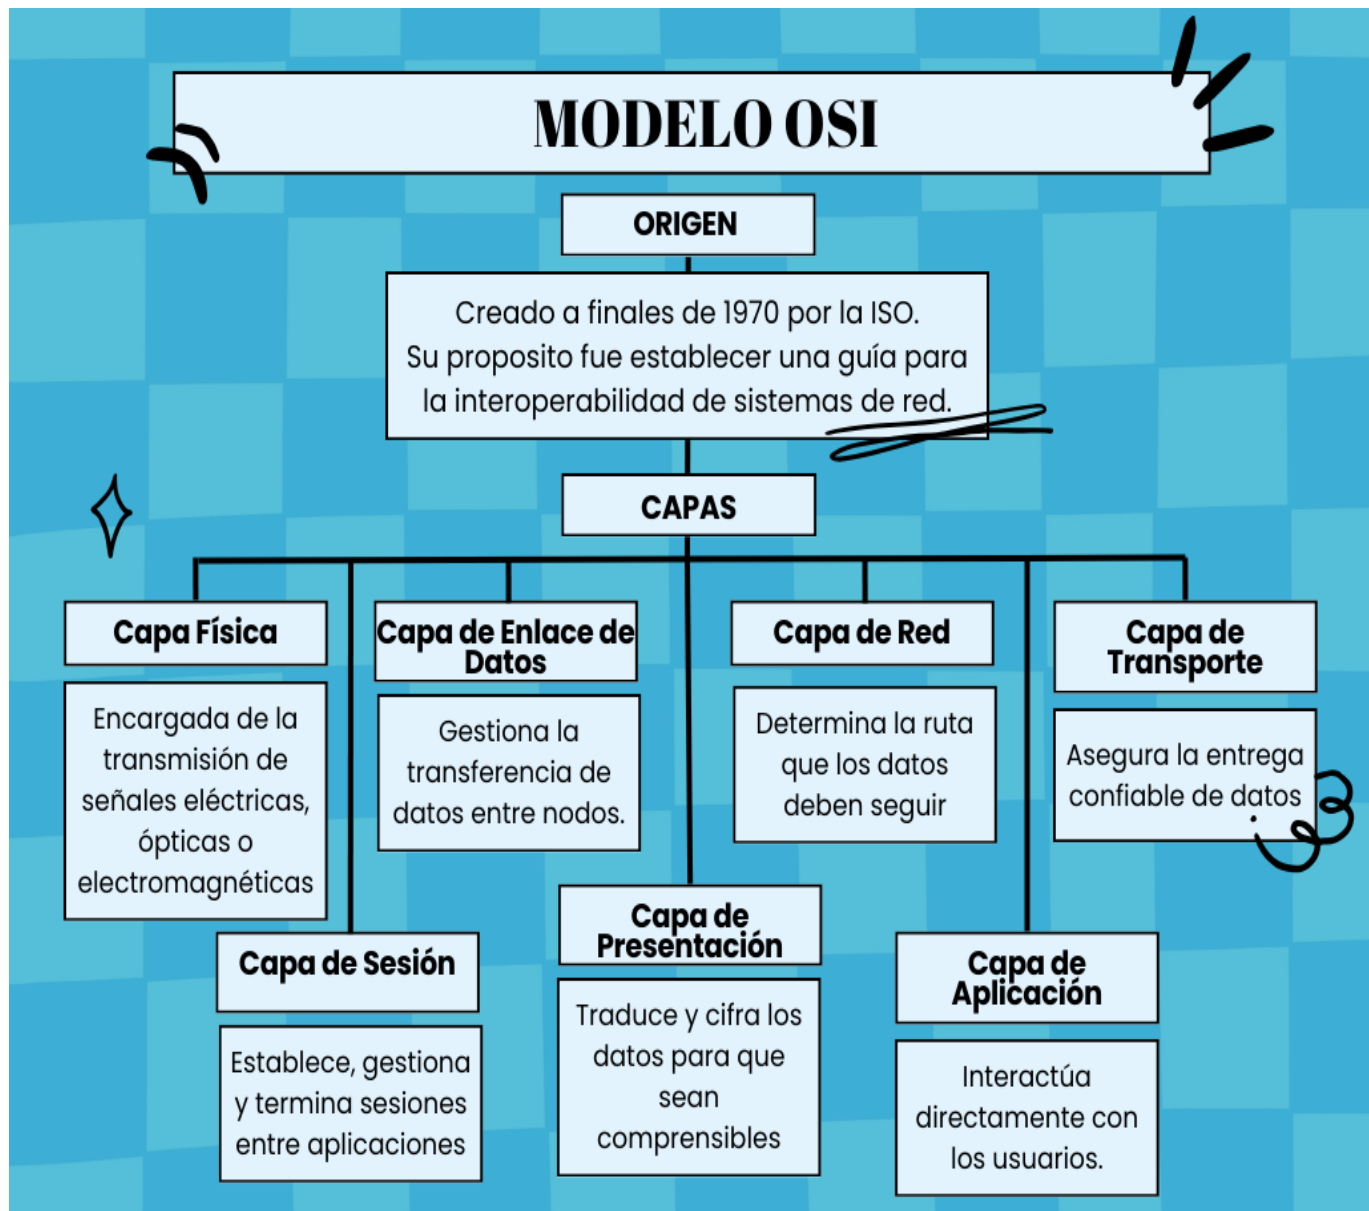 MODELO OSI
ORIGEN
Creado a finales de 1970 por la ISO.
Su proposito fue establecer una guía para
la interoperabilidad de sistemas de red.
CAPAS
Capa Física
Encargada de la
transmisión de
señales eléctricas,
ópticas o
electromagnéticas
Capa de Enlace de
Datos
Gestiona la
transferencia de
datos entre nodos.
Capa de Red
Determina la ruta
que los datos
deben seguir
Capa de
Transporte
Asegura la entrega
confiable de datos
.
Capa de Sesión
Establece, gestiona
y termina sesiones
entre aplicaciones
Capa de
Presentación
Traduce y cifra los
datos para que
sean
comprensibles
Capa de
Aplicación
Interactúa
directamente con
los usuarios.